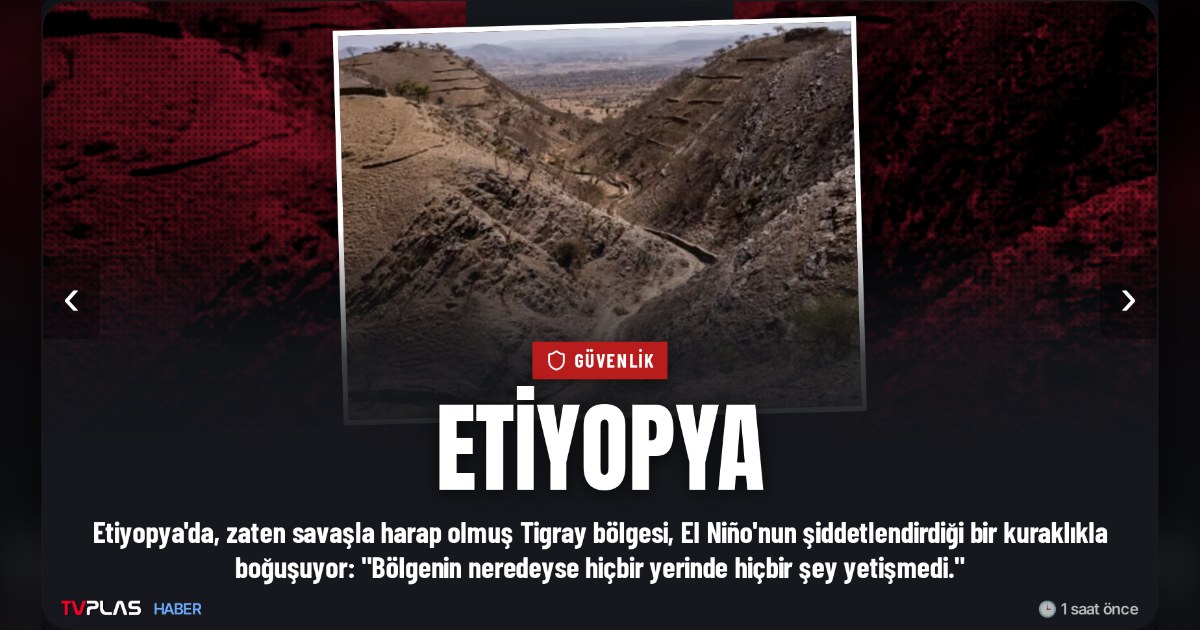 GÜVENLİK
ETİYOPYA
Etiyopya'da, zaten savaşla harap olmuş Tigray bölgesi, El Niño'nun şiddetlendirdiği bir kuraklıkla
boğuşuyor: "Bölgenin neredeyse hiçbir yerinde hiçbir şey yetişmedi."
TVPLAS HABER
1 saat önce